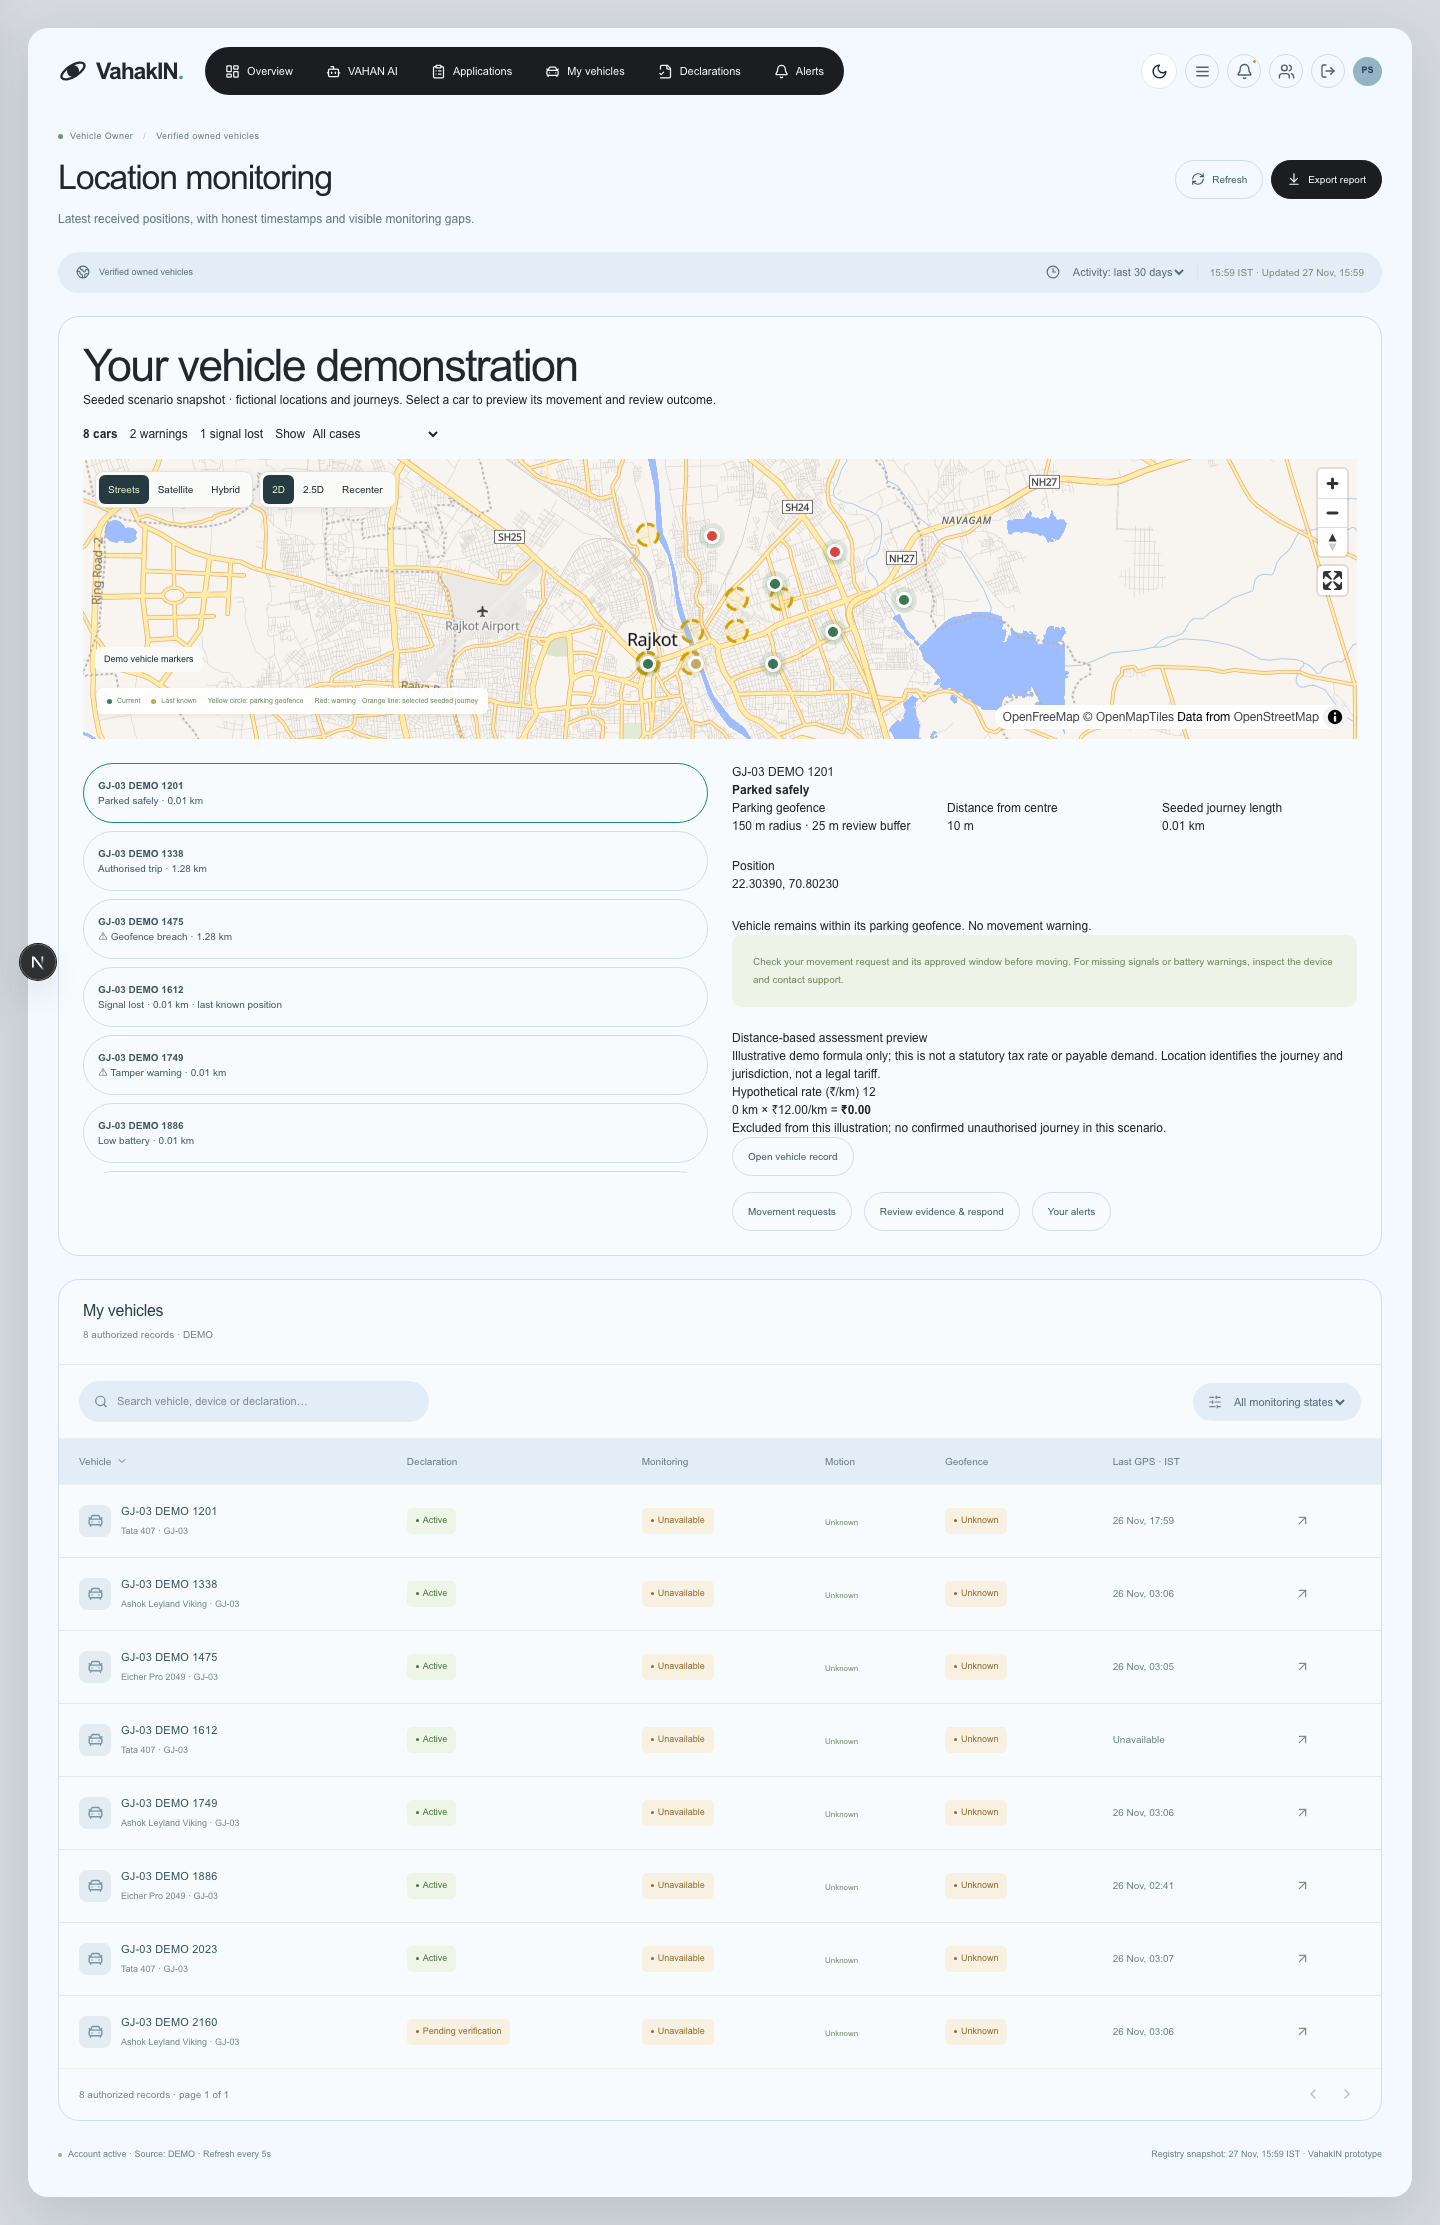 VahakIN.
Overview
VAHAN AI
Applications
My vehicles
Declarations
Alerts
PS
Vehicle Owner / Verified owned vehicles
Location monitoring
Refresh
Export report
Latest received positions, with honest timestamps and visible monitoring gaps.
Verified owned vehicles
Activity: last 30 days
15:59 IST · Updated 27 Nov, 15:59
Your vehicle demonstration
Seeded scenario snapshot · fictional locations and journeys. Select a car to preview its movement and review outcome.
8 cars 2 warnings 1 signal lost Show All cases
Streets Satellite Hybrid
2D 2.5D Recenter
NH27
SH24
NAVAGAM
SH25
NH27
Ring Road 2
Rajkot Airport
Rajkot
Demo vehicle markers
Current Last known Yellow circle: parking geofence Red: warning · Orange line: selected seeded journey
OpenFreeMap © OpenMapTiles Data from OpenStreetMap
GJ-03 DEMO 1201
Parked safely · 0.01 km
GJ-03 DEMO 1338
Authorised trip · 1.28 km
GJ-03 DEMO 1475
⚠ Geofence breach · 1.28 km
GJ-03 DEMO 1612
Signal lost · 0.01 km · last known position
GJ-03 DEMO 1749
⚠ Tamper warning · 0.01 km
GJ-03 DEMO 1886
Low battery · 0.01 km
GJ-03 DEMO 1201
Parked safely
Parking geofence
150 m radius · 25 m review buffer
Distance from centre
10 m
Seeded journey length
0.01 km
Position
22.30390, 70.80230
Vehicle remains within its parking geofence. No movement warning.
Check your movement request and its approved window before moving. For missing signals or battery warnings, inspect the device
and contact support.
Distance-based assessment preview
Illustrative demo formula only; this is not a statutory tax rate or payable demand. Location identifies the journey and
jurisdiction, not a legal tariff.
Hypothetical rate (₹/km) 12
0 km × ₹12.00/km = ₹0.00
Excluded from this illustration; no confirmed unauthorised journey in this scenario.
Open vehicle record
Movement requests
Review evidence & respond
Your alerts
N
My vehicles
8 authorized records · DEMO
Search vehicle, device or declaration...
All monitoring states
Vehicle Declaration Monitoring Motion Geofence Last GPS · IST
GJ-03 DEMO 1201
Tata 407 · GJ-03
Active Unavailable Unknown Unknown 26 Nov, 17:59
GJ-03 DEMO 1338
Ashok Leyland Viking · GJ-03
Active Unavailable Unknown Unknown 26 Nov, 03:06
GJ-03 DEMO 1475
Eicher Pro 2049 · GJ-03
Active Unavailable Unknown Unknown 26 Nov, 03:05
GJ-03 DEMO 1612
Tata 407 · GJ-03
Active Unavailable Unknown Unknown Unavailable
GJ-03 DEMO 1749
Ashok Leyland Viking · GJ-03
Active Unavailable Unknown Unknown 26 Nov, 03:06
GJ-03 DEMO 1886
Eicher Pro 2049 · GJ-03
Active Unavailable Unknown Unknown 26 Nov, 02:41
GJ-03 DEMO 2023
Tata 407 · GJ-03
Active Unavailable Unknown Unknown 26 Nov, 03:07
GJ-03 DEMO 2160
Ashok Leyland Viking · GJ-03
Pending verification Unavailable Unknown Unknown 26 Nov, 03:06
8 authorized records · page 1 of 1
Account active · Source: DEMO · Refresh every 5s
Registry snapshot: 27 Nov, 15:59 IST · VahakIN prototype